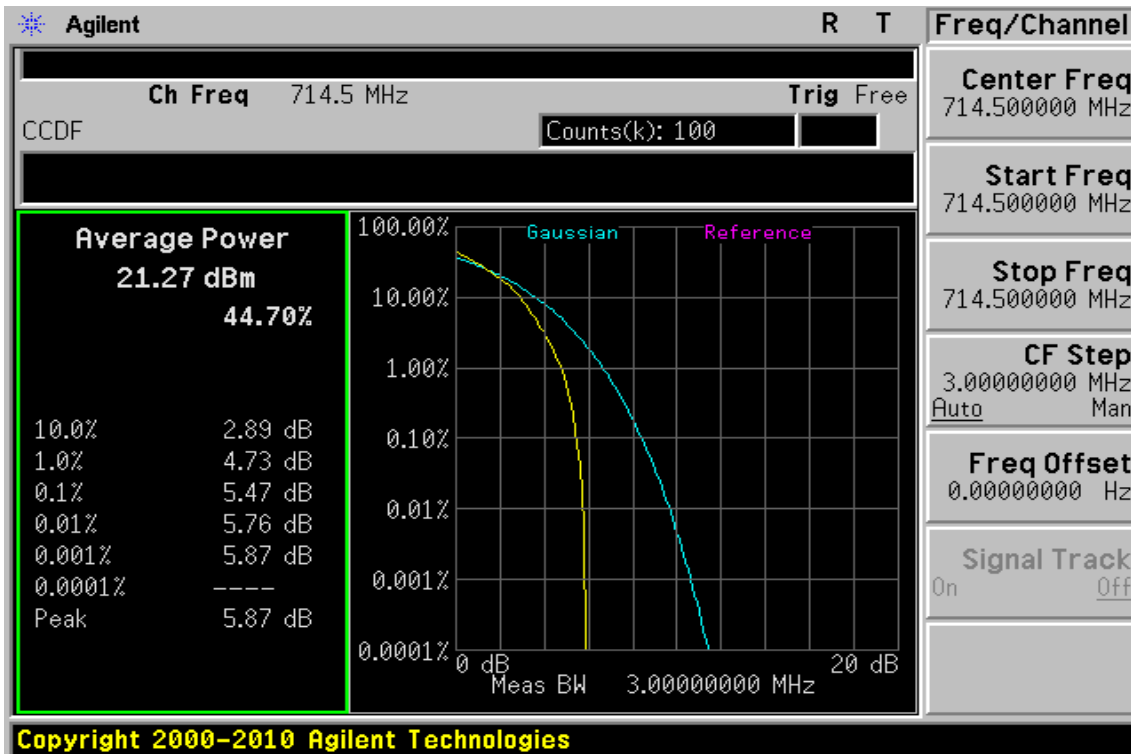 Agilent R T
Ch Freq 714.5 MHz Trig Free
CCDF Counts(k): 100
Average Power
21.27 dBm
44.70%
10.0% 2.89 dB
1.0% 4.73 dB
0.1% 5.47 dB
0.01% 5.76 dB
0.001% 5.87 dB
0.0001% ----
Peak 5.87 dB
Gaussian Reference
100.00%
10.00%
1.00%
0.10%
0.01%
0.001%
0.0001%
0 dB 20 dB
Meas BW 3.00000000 MHz
Freq/Channel
Center Freq
714.500000 MHz
Start Freq
714.500000 MHz
Stop Freq
714.500000 MHz
CF Step
3.00000000 MHz
Auto Man
Freq Offset
0.00000000 Hz
Signal Track
On Off
Copyright 2000-2010 Agilent Technologies